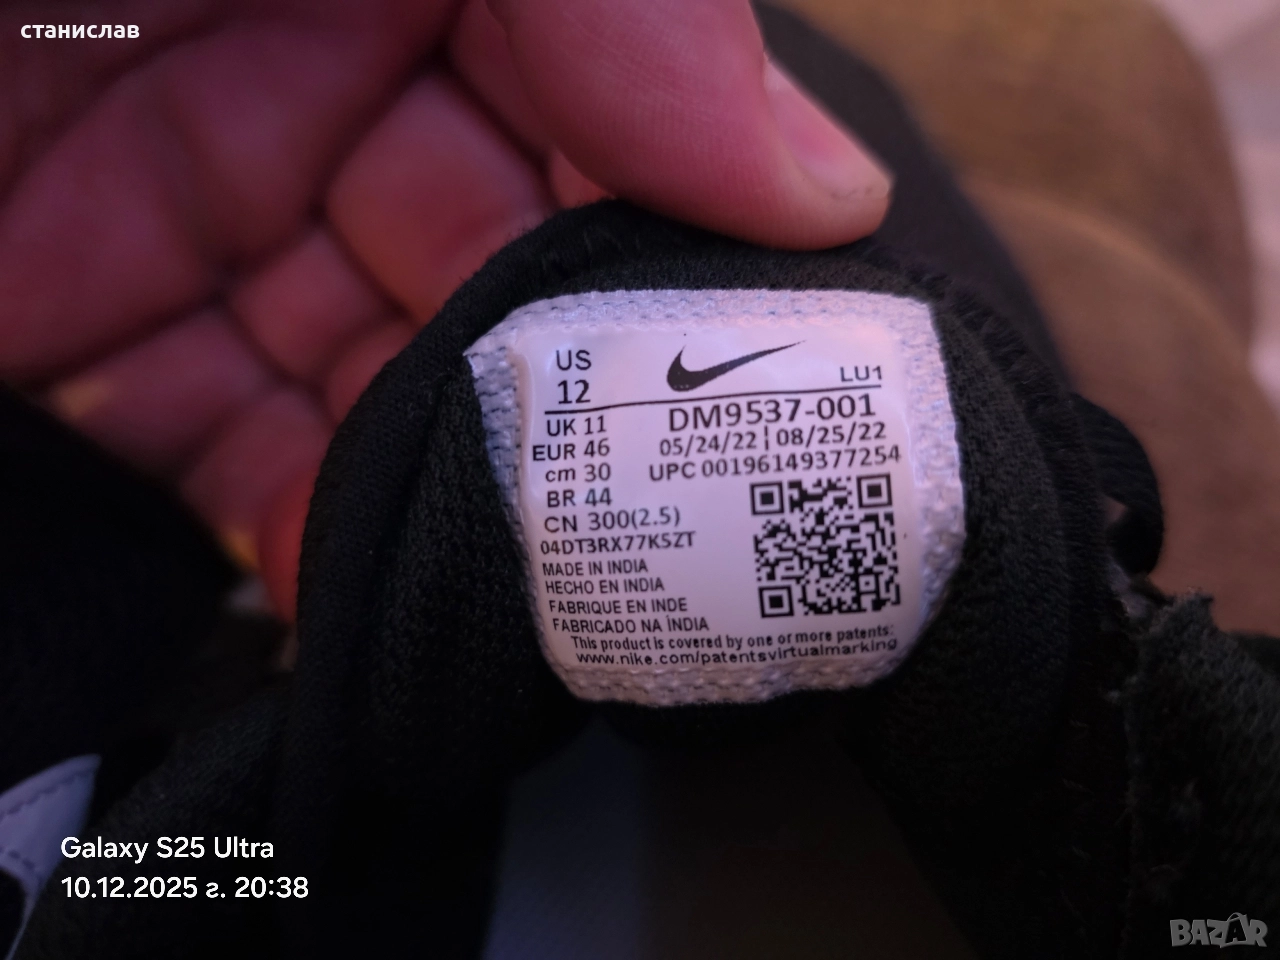 станислав
US
12
UK 11
EUR 46
cm 30
BR 44
CN 300(2.5)
LU1
DM9537-001
05/24/22 | 08/25/22
UPC 00196149377254
04DT3RX77K5ZT
MADE IN INDIA
HECHO EN INDIA
FABRIQUE EN INDE
FABRICADO NA ÍNDIA
This product is covered by one or more patents:
www.nike.com/patentsvirtualmarking
Galaxy S25 Ultra
10.12.2025 г. 20:38
BAZAR